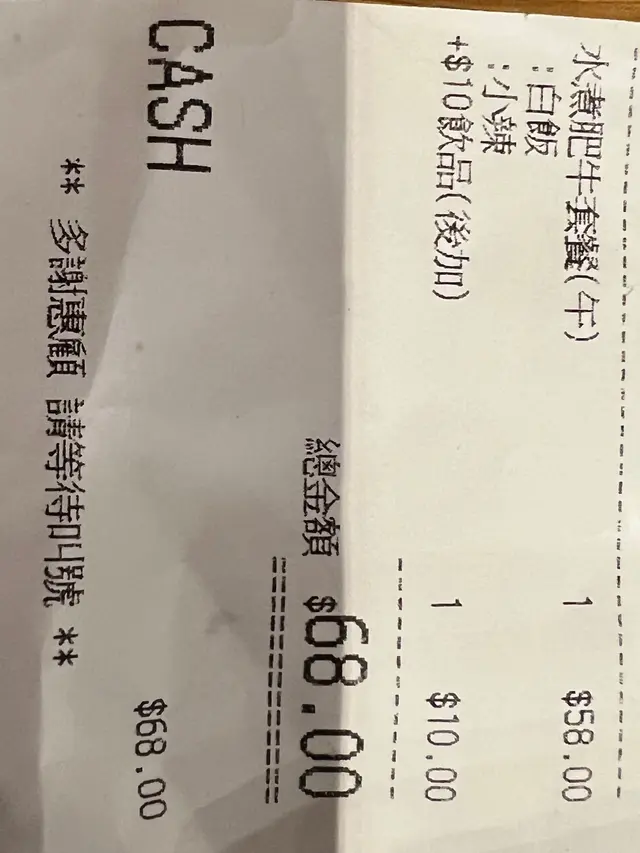 水煮肥牛套餐(午) 1 $58.00
:白飯
:小辣
+$10飲品(後加) 1 $10.00
總金額 $68.00
CASH $68.00
** 多謝惠顧 請等待叫號 **